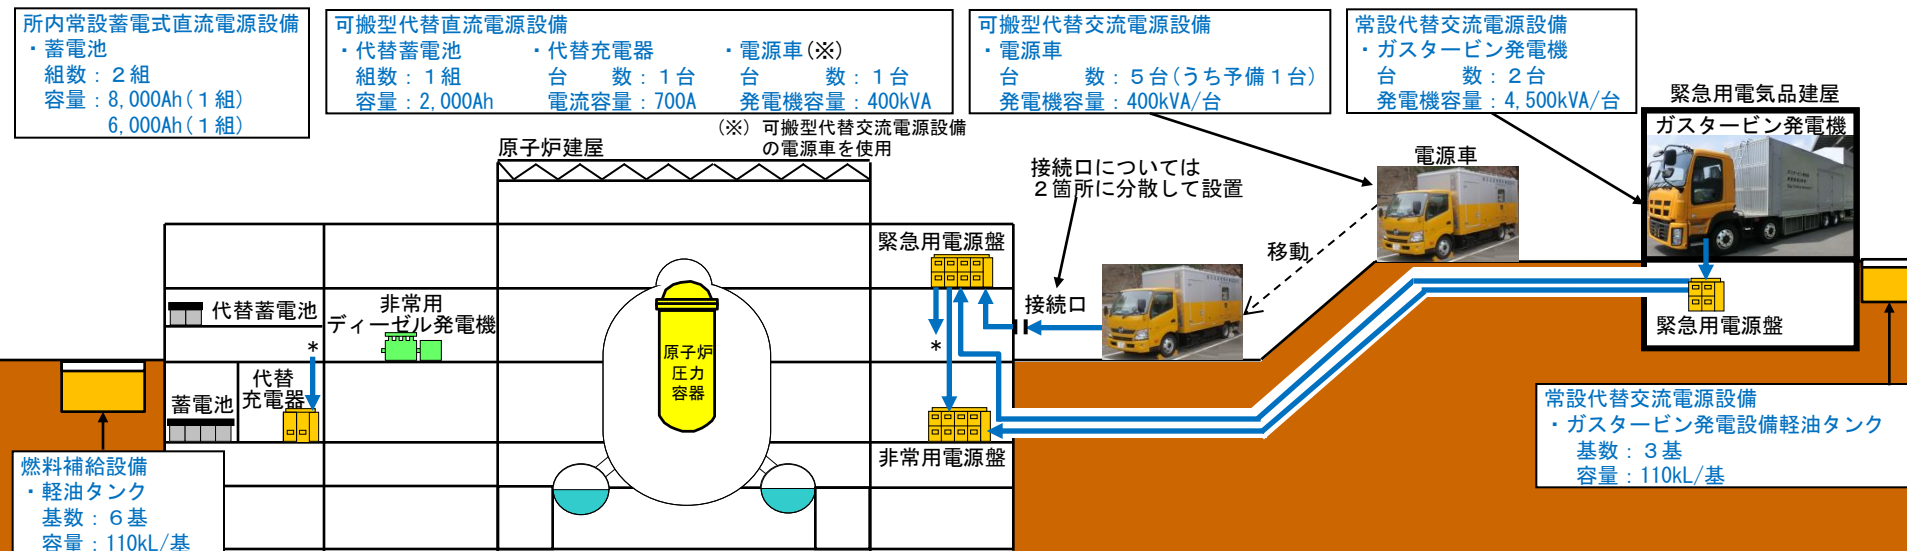 所内常設蓄電式直流電源設備
・蓄電池
組数：２組
容量：8,000Ah(１組)
6,000Ah(１組)
可搬型代替直流電源設備
・代替蓄電池
組数：１組
容量：2,000Ah
・代替充電器
台　数：１台
電流容量：700A
・電源車(※)
台　数：１台
発電機容量：400kVA
(※) 可搬型代替交流電源設備
の電源車を使用
可搬型代替交流電源設備
・電源車
台　数：５台(うち予備１台)
発電機容量：400kVA/台
常設代替交流電源設備
・ガスタービン発電機
台　数：２台
発電機容量：4,500kVA/台
緊急用電気品建屋
ガスタービン発電機
緊急用電源盤
電源車
移動
接続口については
２箇所に分散して設置
接続口
原子炉建屋
緊急用電源盤
*
非常用電源盤
代替蓄電池
非常用
ディーゼル発電機
*
代替
充電器
蓄電池
原子炉
圧力
容器
燃料補給設備
・軽油タンク
基数：６基
容量：110kL/基
常設代替交流電源設備
・ガスタービン発電設備軽油タンク
基数：３基
容量：110kL/基